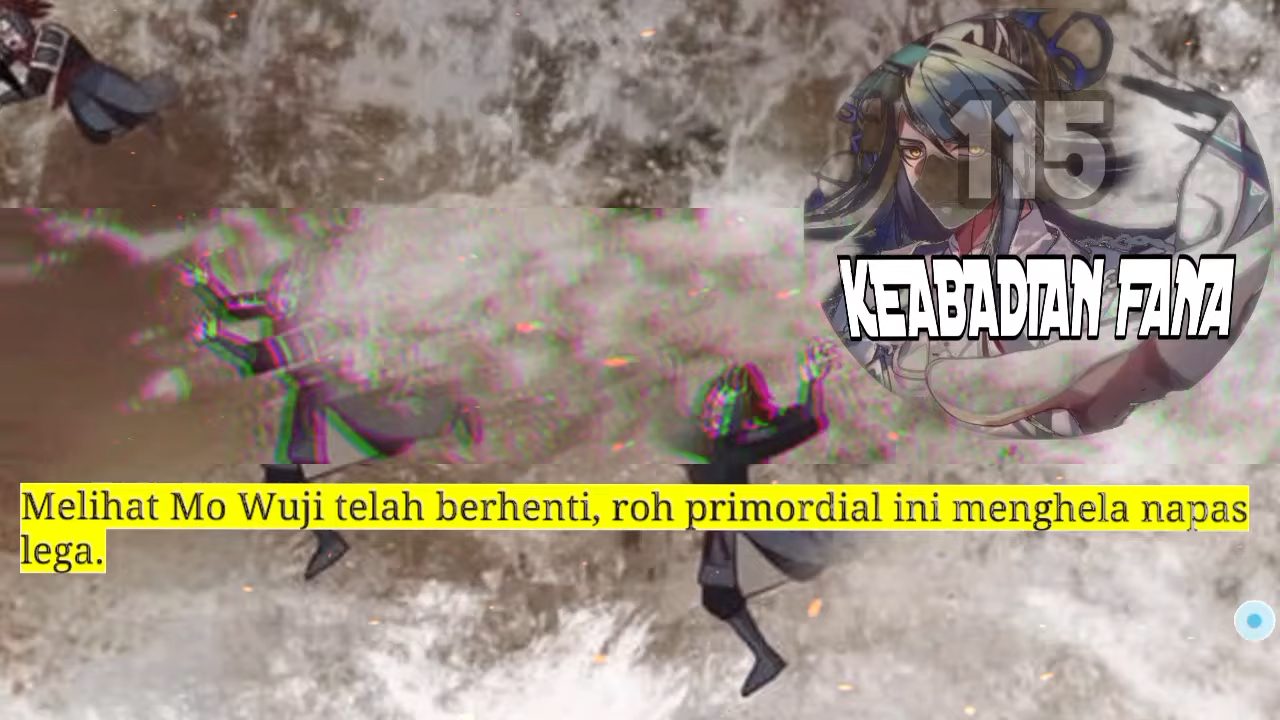 115
KEABADIAN FANA
Melihat Mo Wuji telah berhenti, roh primordial ini menghela napas
lega.